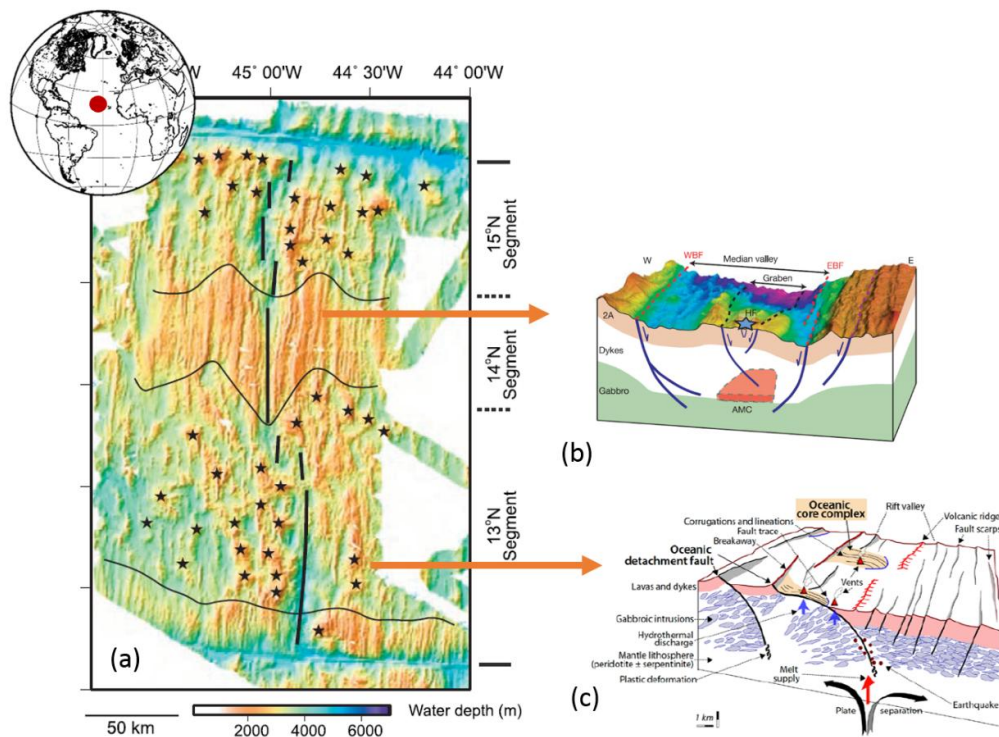 W
45° 00'W
44° 30'W
44° 00'W
15°N
Segment
14°N
Segment
13°N
Segment
(a)
50 km
2000
4000
6000
Water depth (m)
W
WBF
Median valley
Graben
EBF
E
2A
HF
Dykes
Gabbro
AMC
(b)
Oceanic
core complex
Rift valley
Volcanic ridge
Fault scarps
Corrugations and lineations
Fault trace
Breakaway
Oceanic
detachment fault
Vents
Lavas and dykes
Gabbroic intrusions
Hydrothermal
discharge
Mantle lithosphere
(peridotite ± serpentinite)
Plastic deformation
Melt
supply
Earthquake
Plate
separation
1 km
(c)